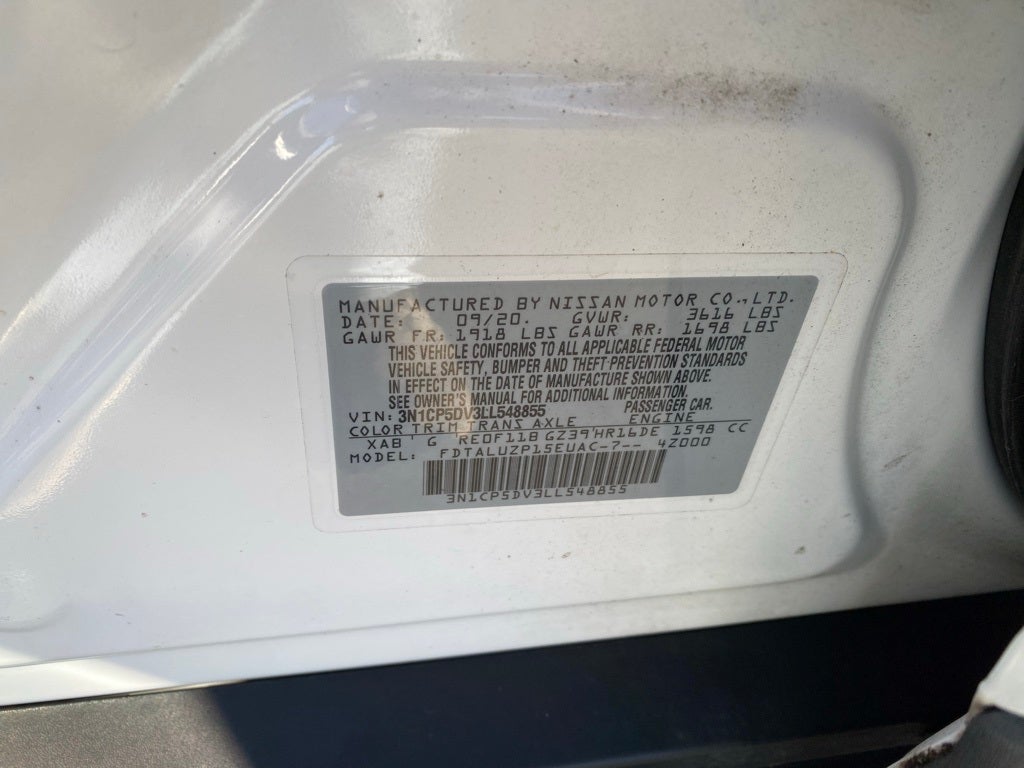 MANUFACTURED BY NISSAN MOTOR CO.,LTD.
DATE: 09/20. GVWR: 3616 LBS
GAWR FR: 1918 LBS GAWR RR: 1698 LBS
THIS VEHICLE CONFORMS TO ALL APPLICABLE FEDERAL MOTOR
VEHICLE SAFETY, BUMPER AND THEFT-PREVENTION STANDARDS
IN EFFECT ON THE DATE OF MANUFACTURE SHOWN ABOVE.
SEE OWNER'S MANUAL FOR ADDITIONAL INFORMATION.
VIN: 3N1CP5DV3LL548855 PASSENGER CAR.
COLOR TRIM TRANS AXLE ENGINE
XAB ' G RE0F11B GZ39'HR16DE 1598 CC
MODEL: FDTALUZP15EUAC-7-- 4Z000
3N1CP5DV3LL548855